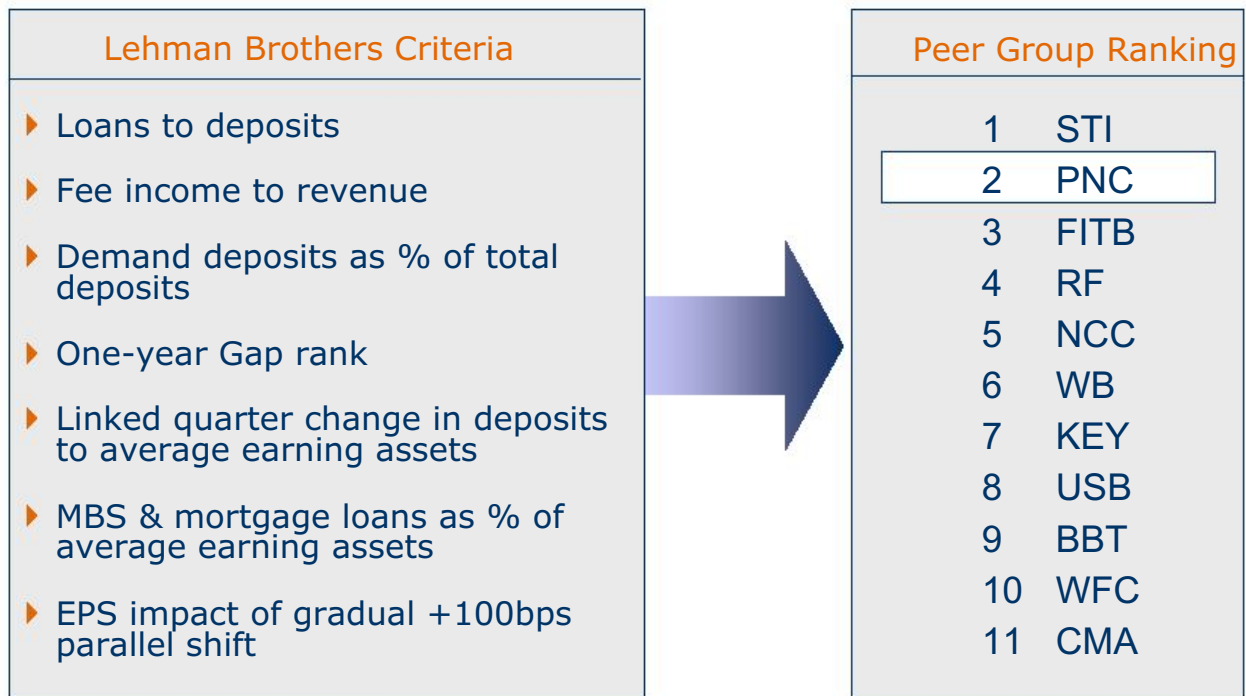 Lehman Brothers Criteria
Loans to deposits
Fee income to revenue
Demand deposits as % of total
deposits
One-year Gap rank
Linked quarter change in deposits
to average earning assets
MBS & mortgage loans as % of
average earning assets
EPS impact of gradual +100bps
parallel shift
Peer Group Ranking
1 STI
2 PNC
3 FITB
4 RF
5 NCC
6 WB
7 KEY
8 USB
9 BBT
10 WFC
11 CMA